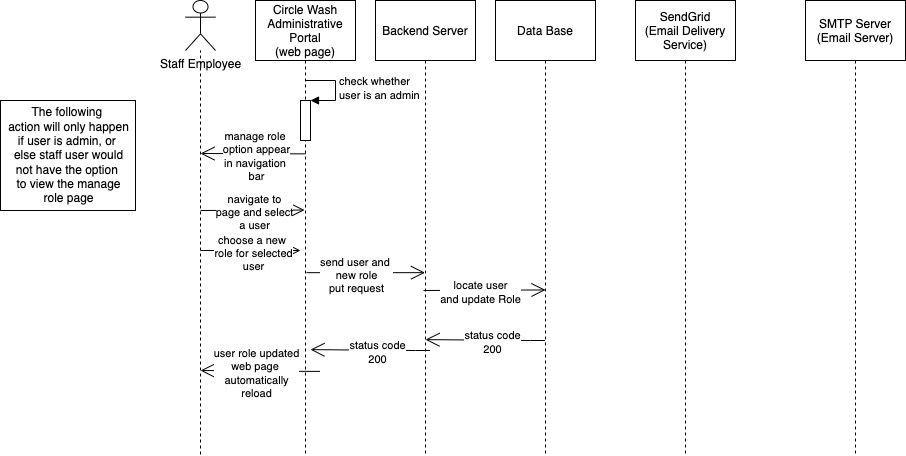 Staff Employee
Circle Wash
Administrative
Portal
(web page)
Backend Server
Data Base
SendGrid
(Email Delivery
Service)
SMTP Server
(Email Server)
check whether
user is an admin
The following
action will only happen
if user is admin, or
else staff user would
not have the option
to view the manage
role page
manage role
option appear
in navigation
bar
navigate to
page and select
a user
choose a new
role for selected
user
send user and
new role
put request
locate user
and update Role
status code
200
status code
200
user role updated
web page
automatically
reload